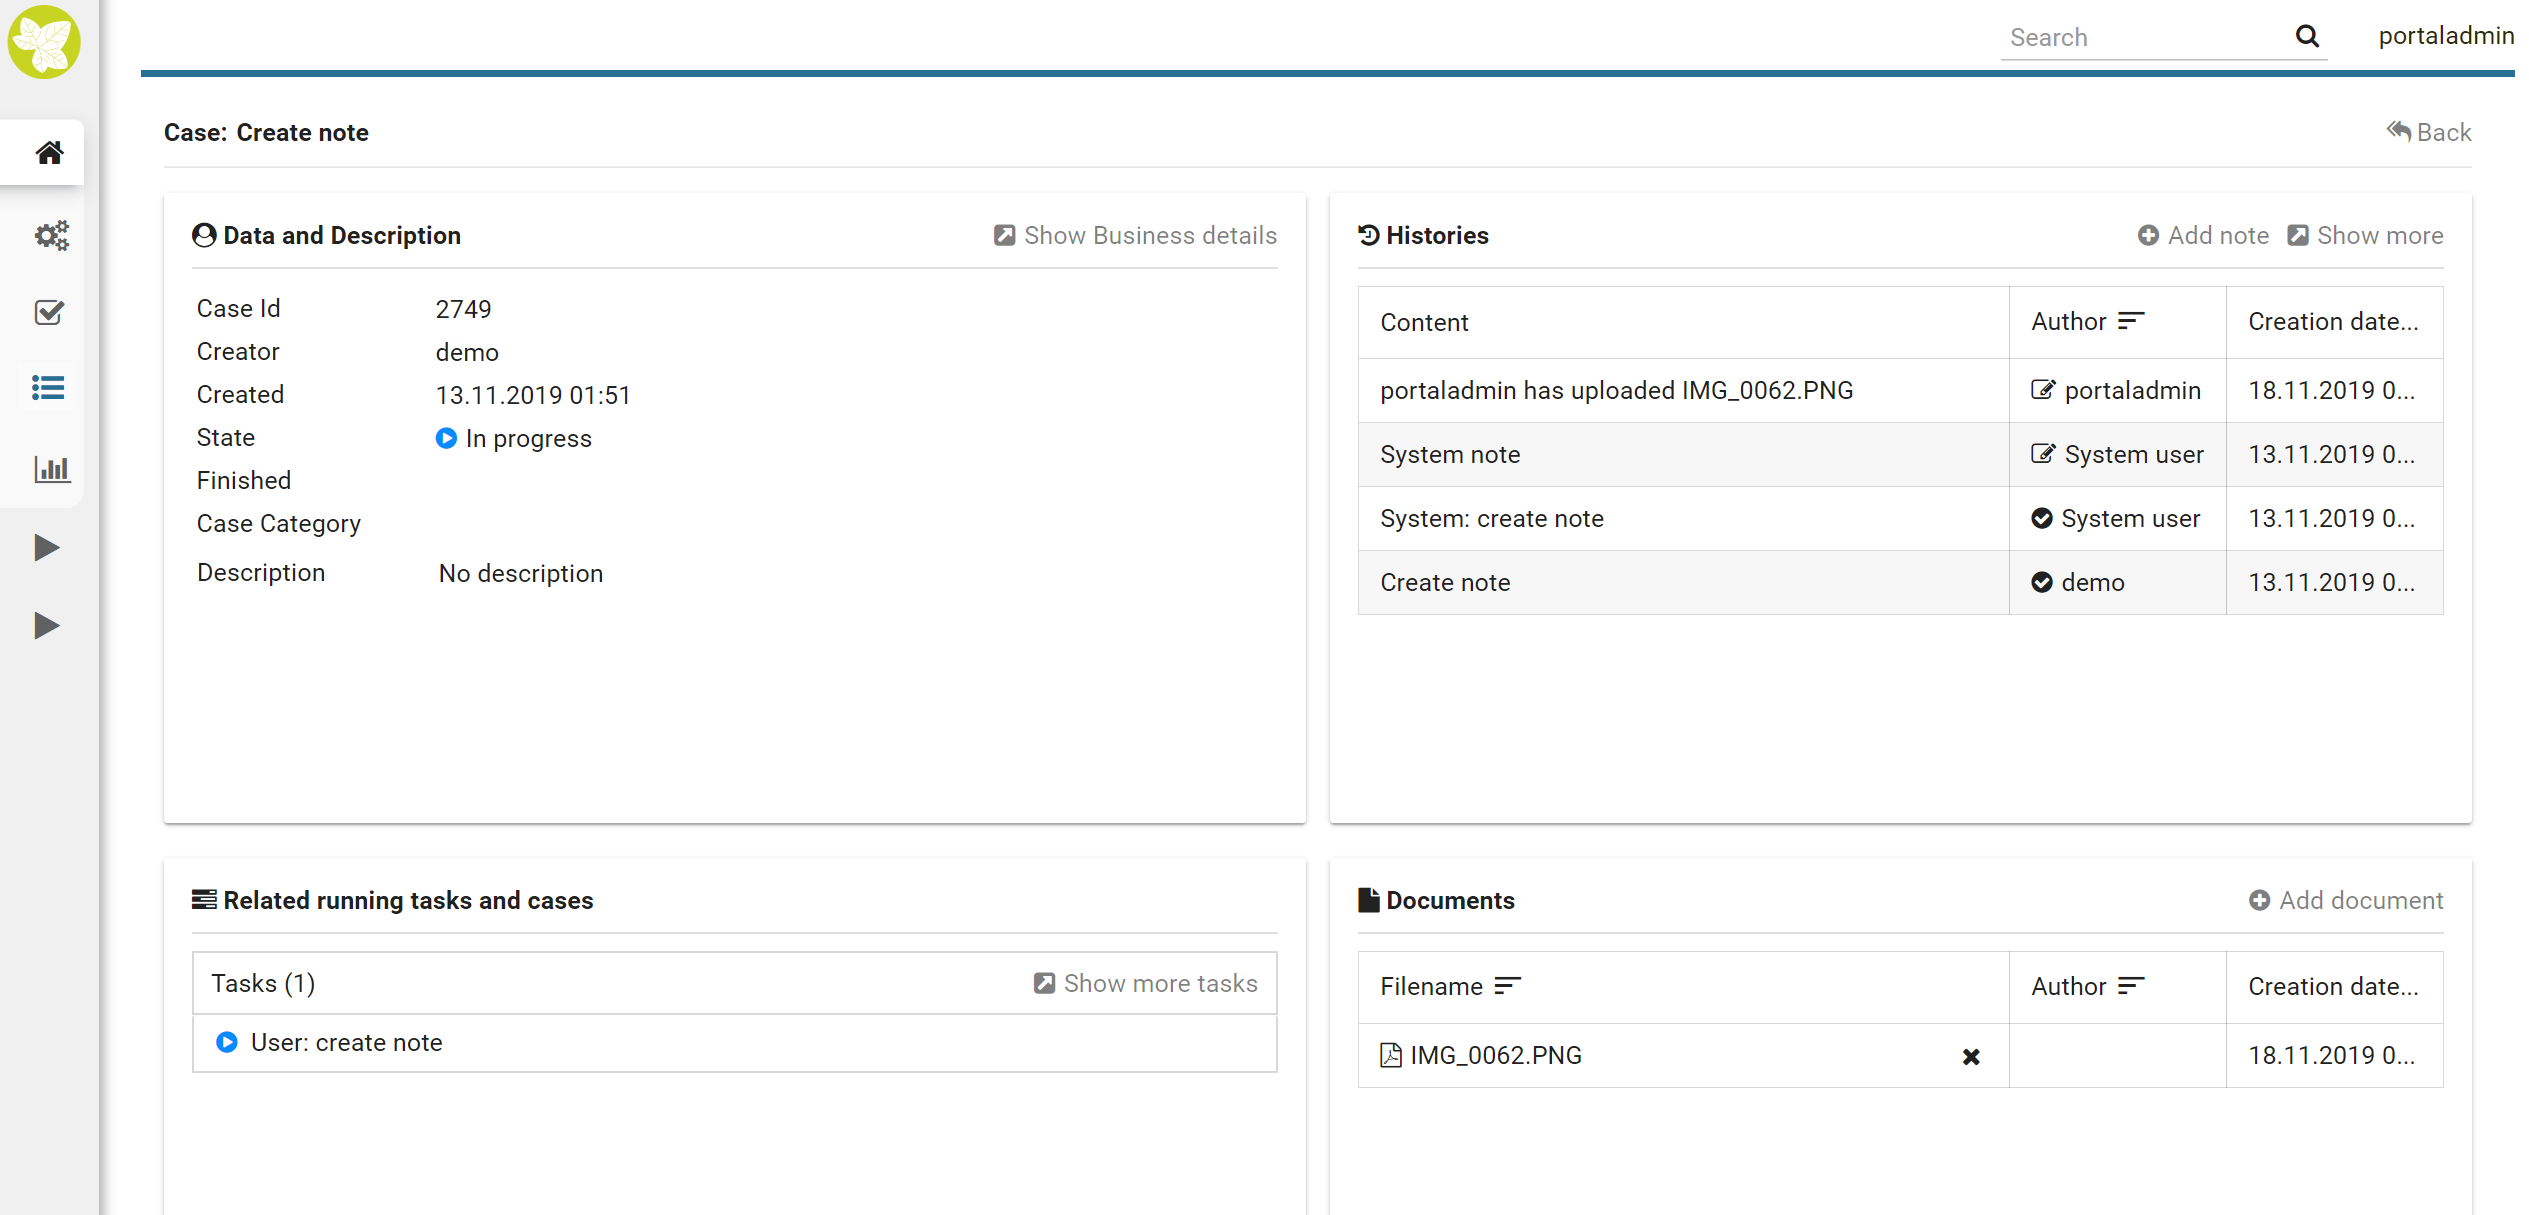 Search
portaladmin
Case: Create note
Back
Data and Description
Show Business details
Case Id 2749
Creator demo
Created 13.11.2019 01:51
State In progress
Finished
Case Category
Description No description
Histories
Add note Show more
Content Author Creation date...
portaladmin has uploaded IMG_0062.PNG portaladmin 18.11.2019 0...
System note System user 13.11.2019 0...
System: create note System user 13.11.2019 0...
Create note demo 13.11.2019 0...
Related running tasks and cases
Tasks (1) Show more tasks
User: create note
Documents
Add document
Filename Author Creation date...
IMG_0062.PNG 18.11.2019 0...